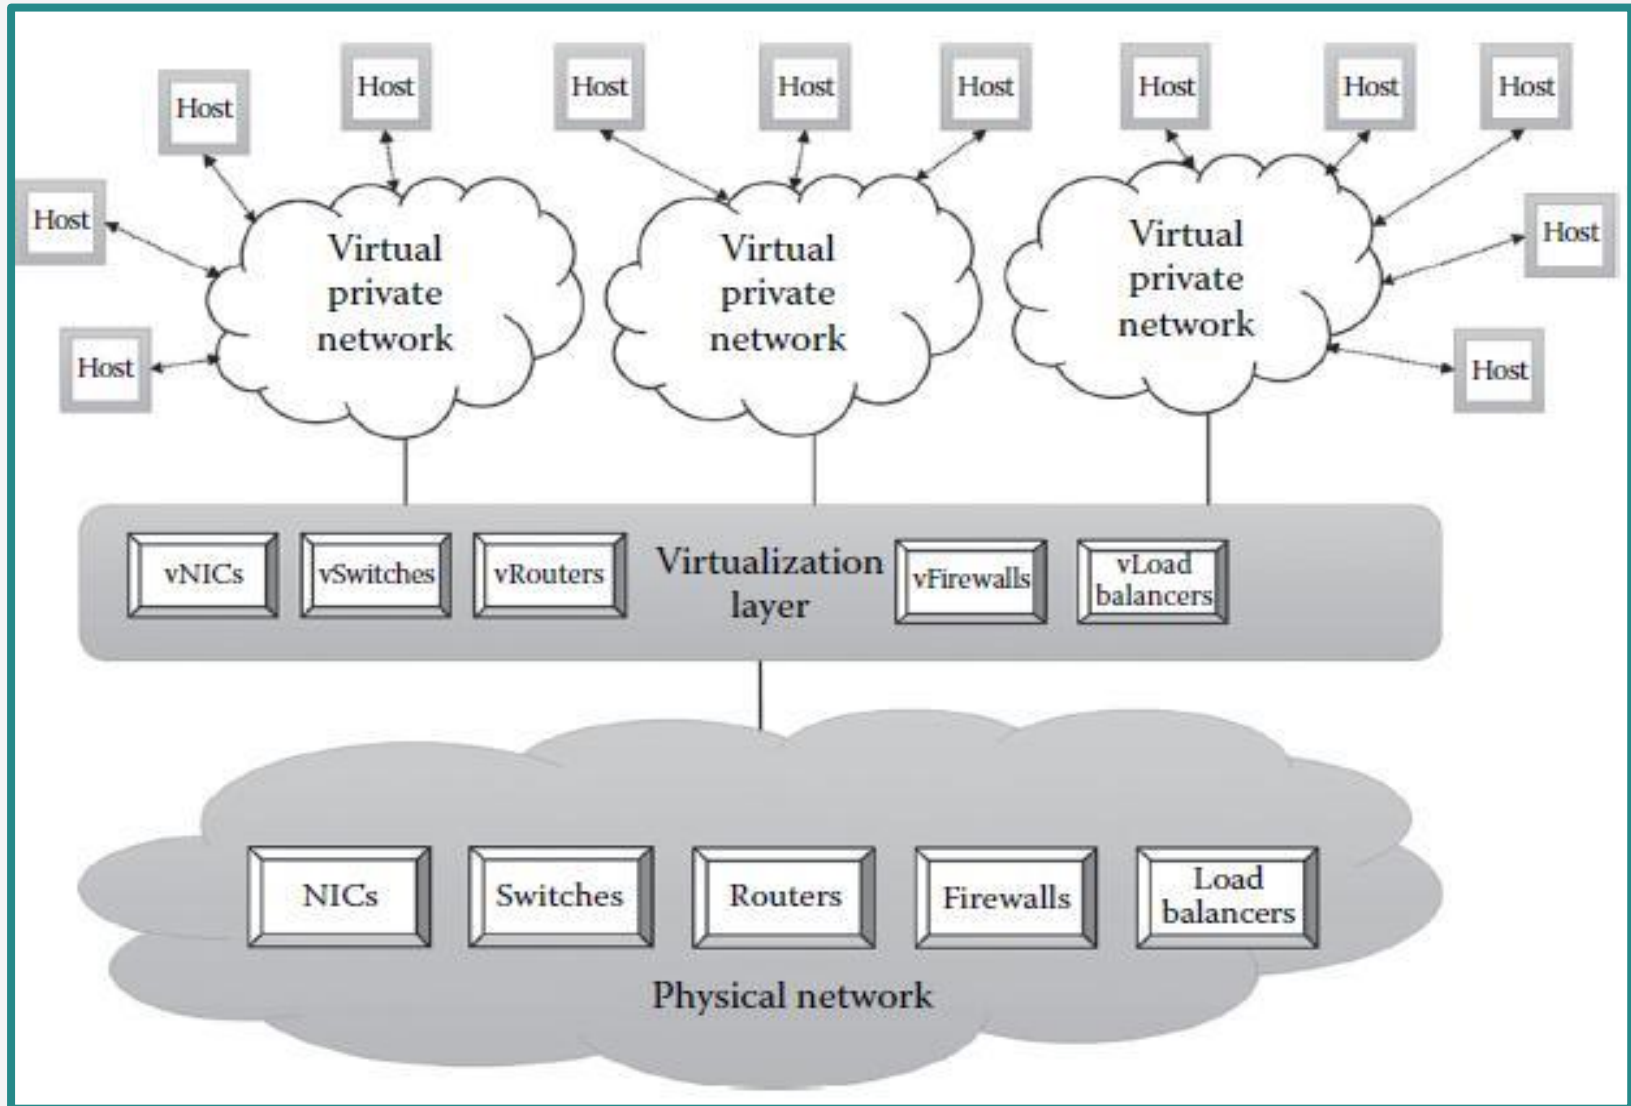 Host
Host
Host
Host
Host
Host
Host
Host
Host
Host
Host
Host
Virtual
private
network
Virtual
private
network
Virtual
private
network
vNICs
vSwitches
vRouters
Virtualization
layer
vFirewalls
vLoad
balancers
NICs
Switches
Routers
Firewalls
Load
balancers
Physical network